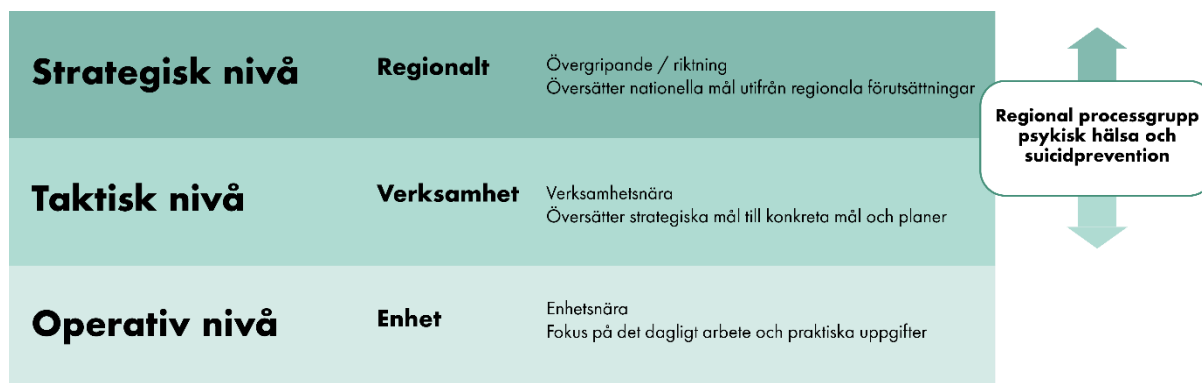 Strategisk nivå
Regionalt
Övergripande / riktning
Översätter nationella mål utifrån regionala förutsättningar
Taktisk nivå
Verksamhet
Verksamhetsnära
Översätter strategiska mål till konkreta mål och planer
Operativ nivå
Enhet
Enhetsnära
Fokus på det dagligt arbete och praktiska uppgifter
Regional processgrupp
psykisk hälsa och
suicidprevention